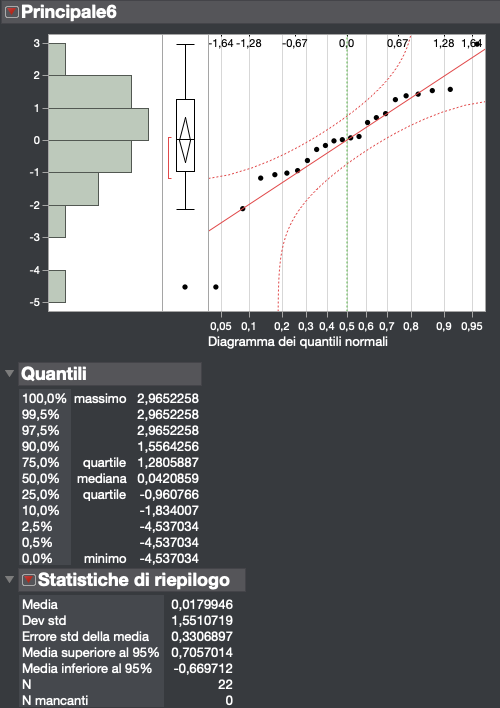 Principale6
3
2
1
0
-1
-2
-3
-4
-5
-1,64 -1,28 -0,67 0,0 0,67 1,28 1,64
0,05 0,1 0,2 0,3 0,4 0,5 0,6 0,7 0,8 0,9 0,95
Diagramma dei quantili normali
Quantili
100,0% massimo 2,9652258
99,5% 2,9652258
97,5% 2,9652258
90,0% 1,5564256
75,0% quartile 1,2805887
50,0% mediana 0,0420859
25,0% quartile -0,960766
10,0% -1,834007
2,5% -4,537034
0,5% -4,537034
0,0% minimo -4,537034
Statistiche di riepilogo
Media 0,0179946
Dev std 1,5510719
Errore std della media 0,3306897
Media superiore al 95% 0,7057014
Media inferiore al 95% -0,669712
N 22
N mancanti 0